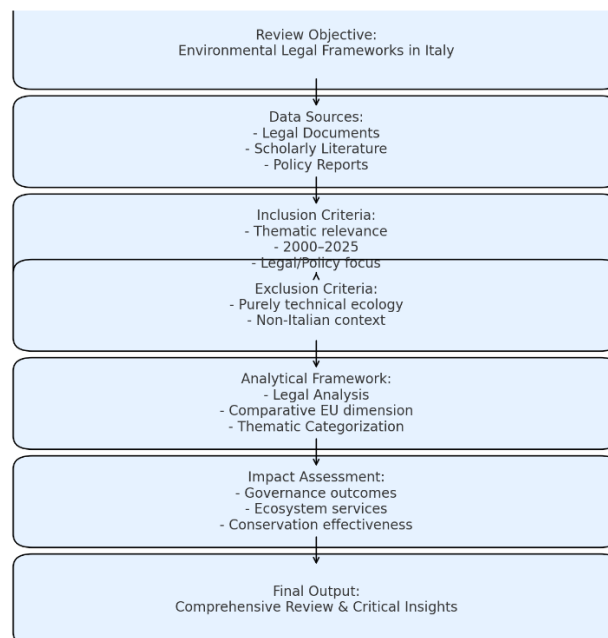 Review Objective:
Environmental Legal Frameworks in Italy
Data Sources:
- Legal Documents
- Scholarly Literature
- Policy Reports
Inclusion Criteria:
- Thematic relevance
- 2000–2025
- Legal/Policy focus
Exclusion Criteria:
- Purely technical ecology
- Non-Italian context
Analytical Framework:
- Legal Analysis
- Comparative EU dimension
- Thematic Categorization
Impact Assessment:
- Governance outcomes
- Ecosystem services
- Conservation effectiveness
Final Output:
Comprehensive Review & Critical Insights